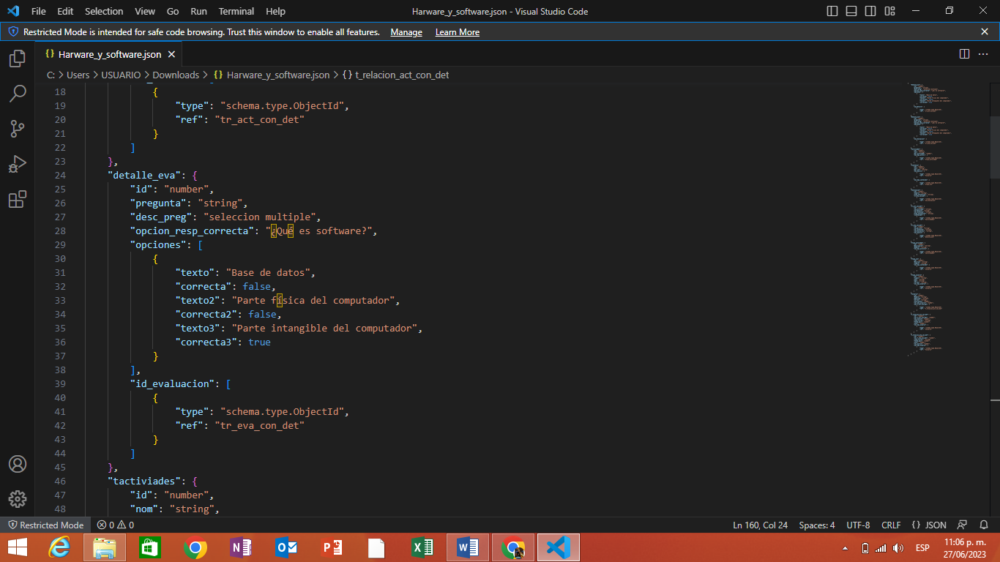 File Edit Selection View Go Run Terminal Help Harware_y_software.json - Visual Studio Code
Restricted Mode is intended for safe code browsing. Trust this window to enable all features. Manage Learn More
{} Harware_y_software.json
C: > Users > USUARIO > Downloads > {} Harware_y_software.json > {} t_relacion_act_con_det
18 {
19 "type": "schema.type.ObjectId",
20 "ref": "tr_act_con_det"
21 }
22 ]
23 },
24 "detalle_eva": {
25 "id": "number",
26 "pregunta": "string",
27 "desc_preg": "seleccion multiple",
28 "opcion_resp_correcta": "¿Qué es software?",
29 "opciones": [
30 {
31 "texto": "Base de datos",
32 "correcta": false,
33 "texto2": "Parte física del computador",
34 "correcta2": false,
35 "texto3": "Parte intangible del computador",
36 "correcta3": true
37 }
38 ],
39 "id_evaluacion": [
40 {
41 "type": "schema.type.ObjectId",
42 "ref": "tr_eva_con_det"
43 }
44 ]
45 },
46 "tactiviades": {
47 "id": "number",
48 "nom": "string",
Restricted Mode 0 0 Ln 160, Col 24 Spaces: 4 UTF-8 CRLF {} JSON
ESP 11:06 p. m.
27/06/2023